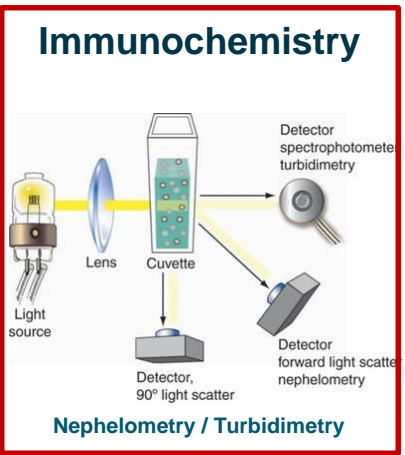 Immunochemistry
Detector
spectrophotometer
turbidimetry
Lens
Cuvette
Light
source
Detector
forward light scatter
nephelometry
Detector,
90° light scatter
Nephelometry / Turbidimetry